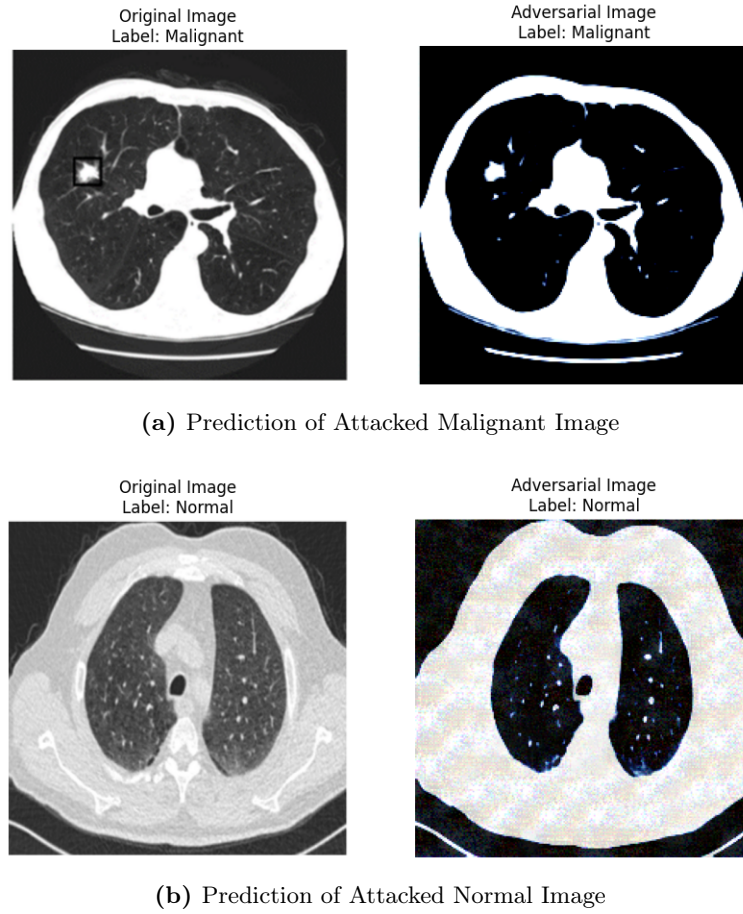 Original Image
Label: Malignant
Adversarial Image
Label: Malignant
(a) Prediction of Attacked Malignant Image
Original Image
Label: Normal
Adversarial Image
Label: Normal
(b) Prediction of Attacked Normal Image